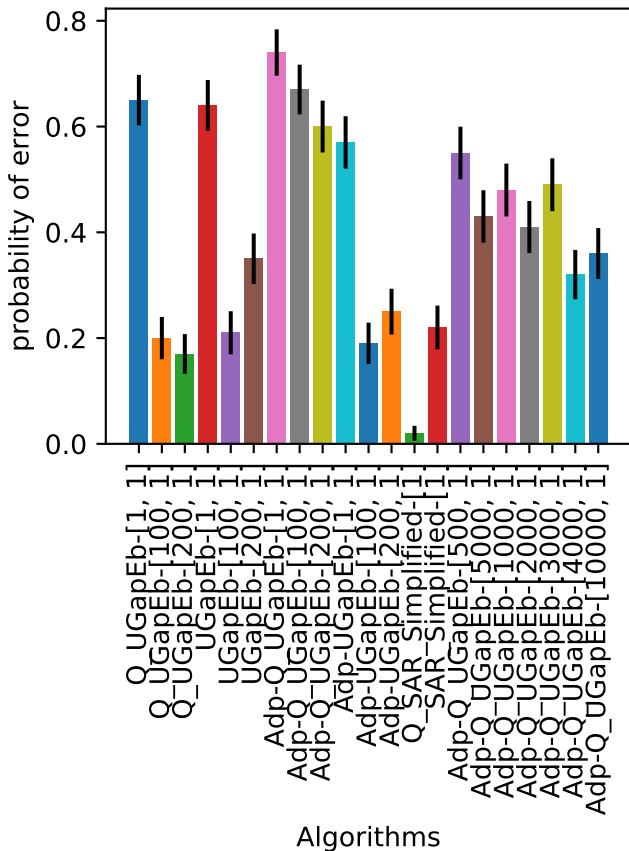 0.8
0.6
0.4
0.2
0.0
probability of error
Q_UGapEb-[1, 1]
Q_UGapEb-[100, 1]
Q_UGapEb-[200, 1]
UGapEb-[1, 1]
UGapEb-[100, 1]
UGapEb-[200, 1]
Adp-Q_UGapEb-[1, 1]
Adp-Q_UGapEb-[100, 1]
Adp-Q_UGapEb-[200, 1]
Adp-UGapEb-[1, 1]
Adp-UGapEb-[100, 1]
Adp-UGapEb-[200, 1]
Q_SAR_Simplified-[1]
SAR_Simplified-[1]
Adp-Q_UGapEb-[500, 1]
Adp-Q_UGapEb-[5000, 1]
Adp-Q_UGapEb-[1000, 1]
Adp-Q_UGapEb-[2000, 1]
Adp-Q_UGapEb-[3000, 1]
Adp-Q_UGapEb-[4000, 1]
Adp-Q_UGapEb-[10000, 1]
Algorithms